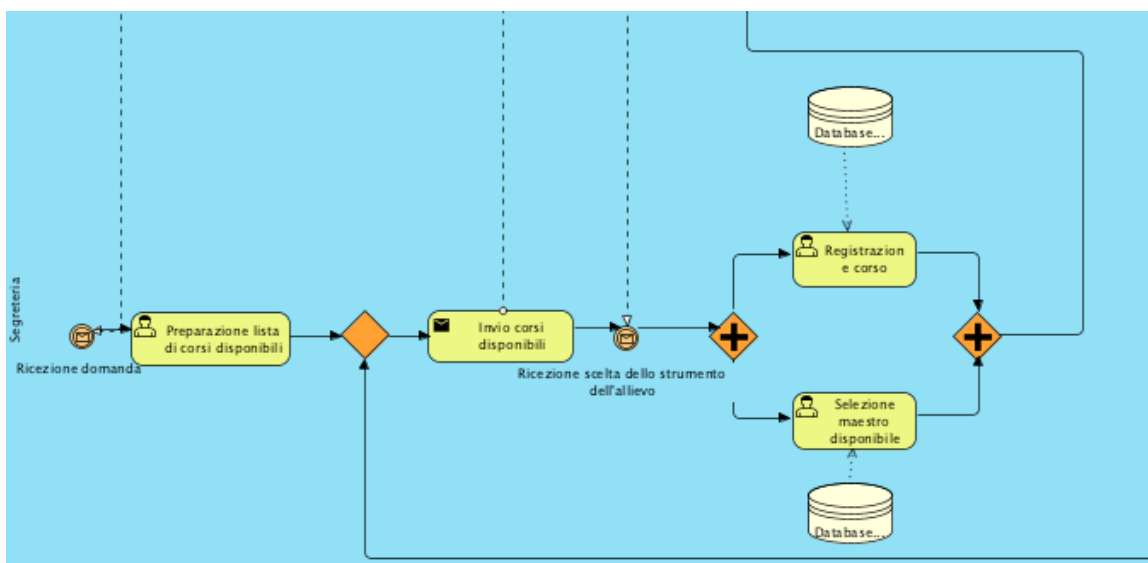 Segreteria
Ricezione domanda
Preparazione lista
di corsi disponibili
Invio corsi
disponibili
Ricezione scelta dello strumento
dell'allievo
Database...
Registrazion
e corso
Selezione
maestro
disponibile
Database...